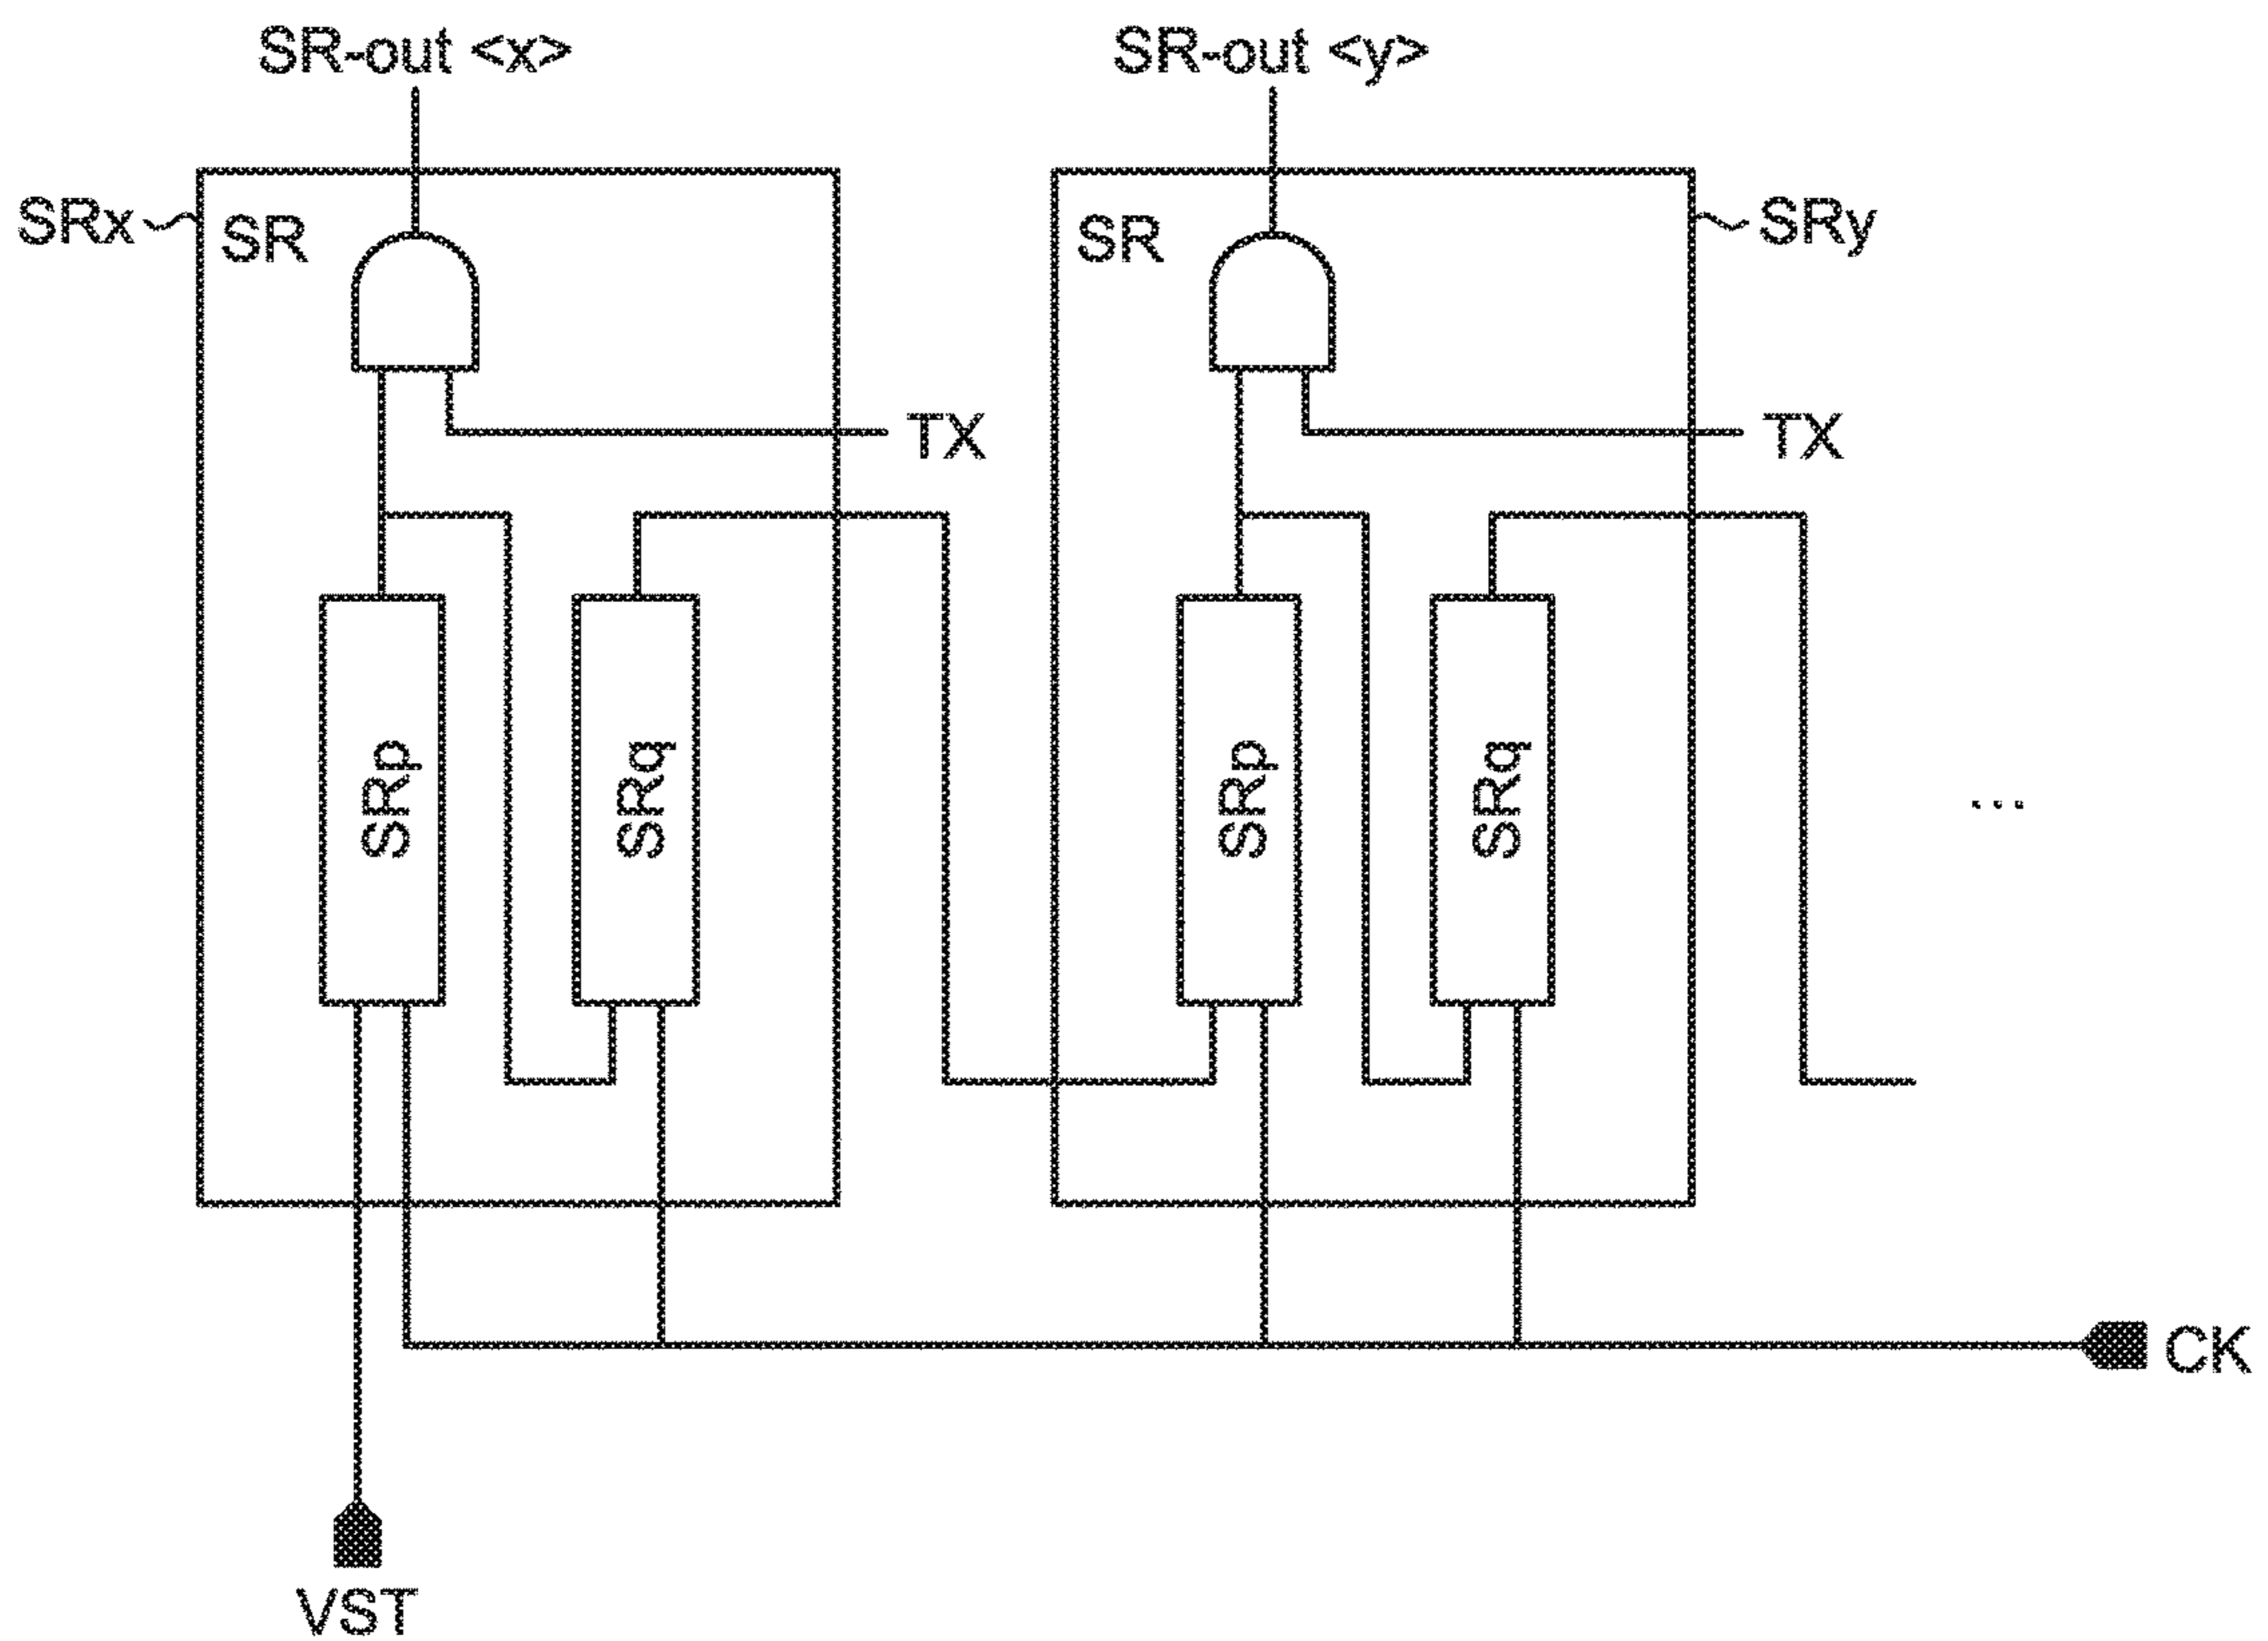 SR-out <x>
SR-out <y>
SRx
SR
SR
SRy
TX
TX
SRp
SRq
SRp
SRq
...
CK
VST